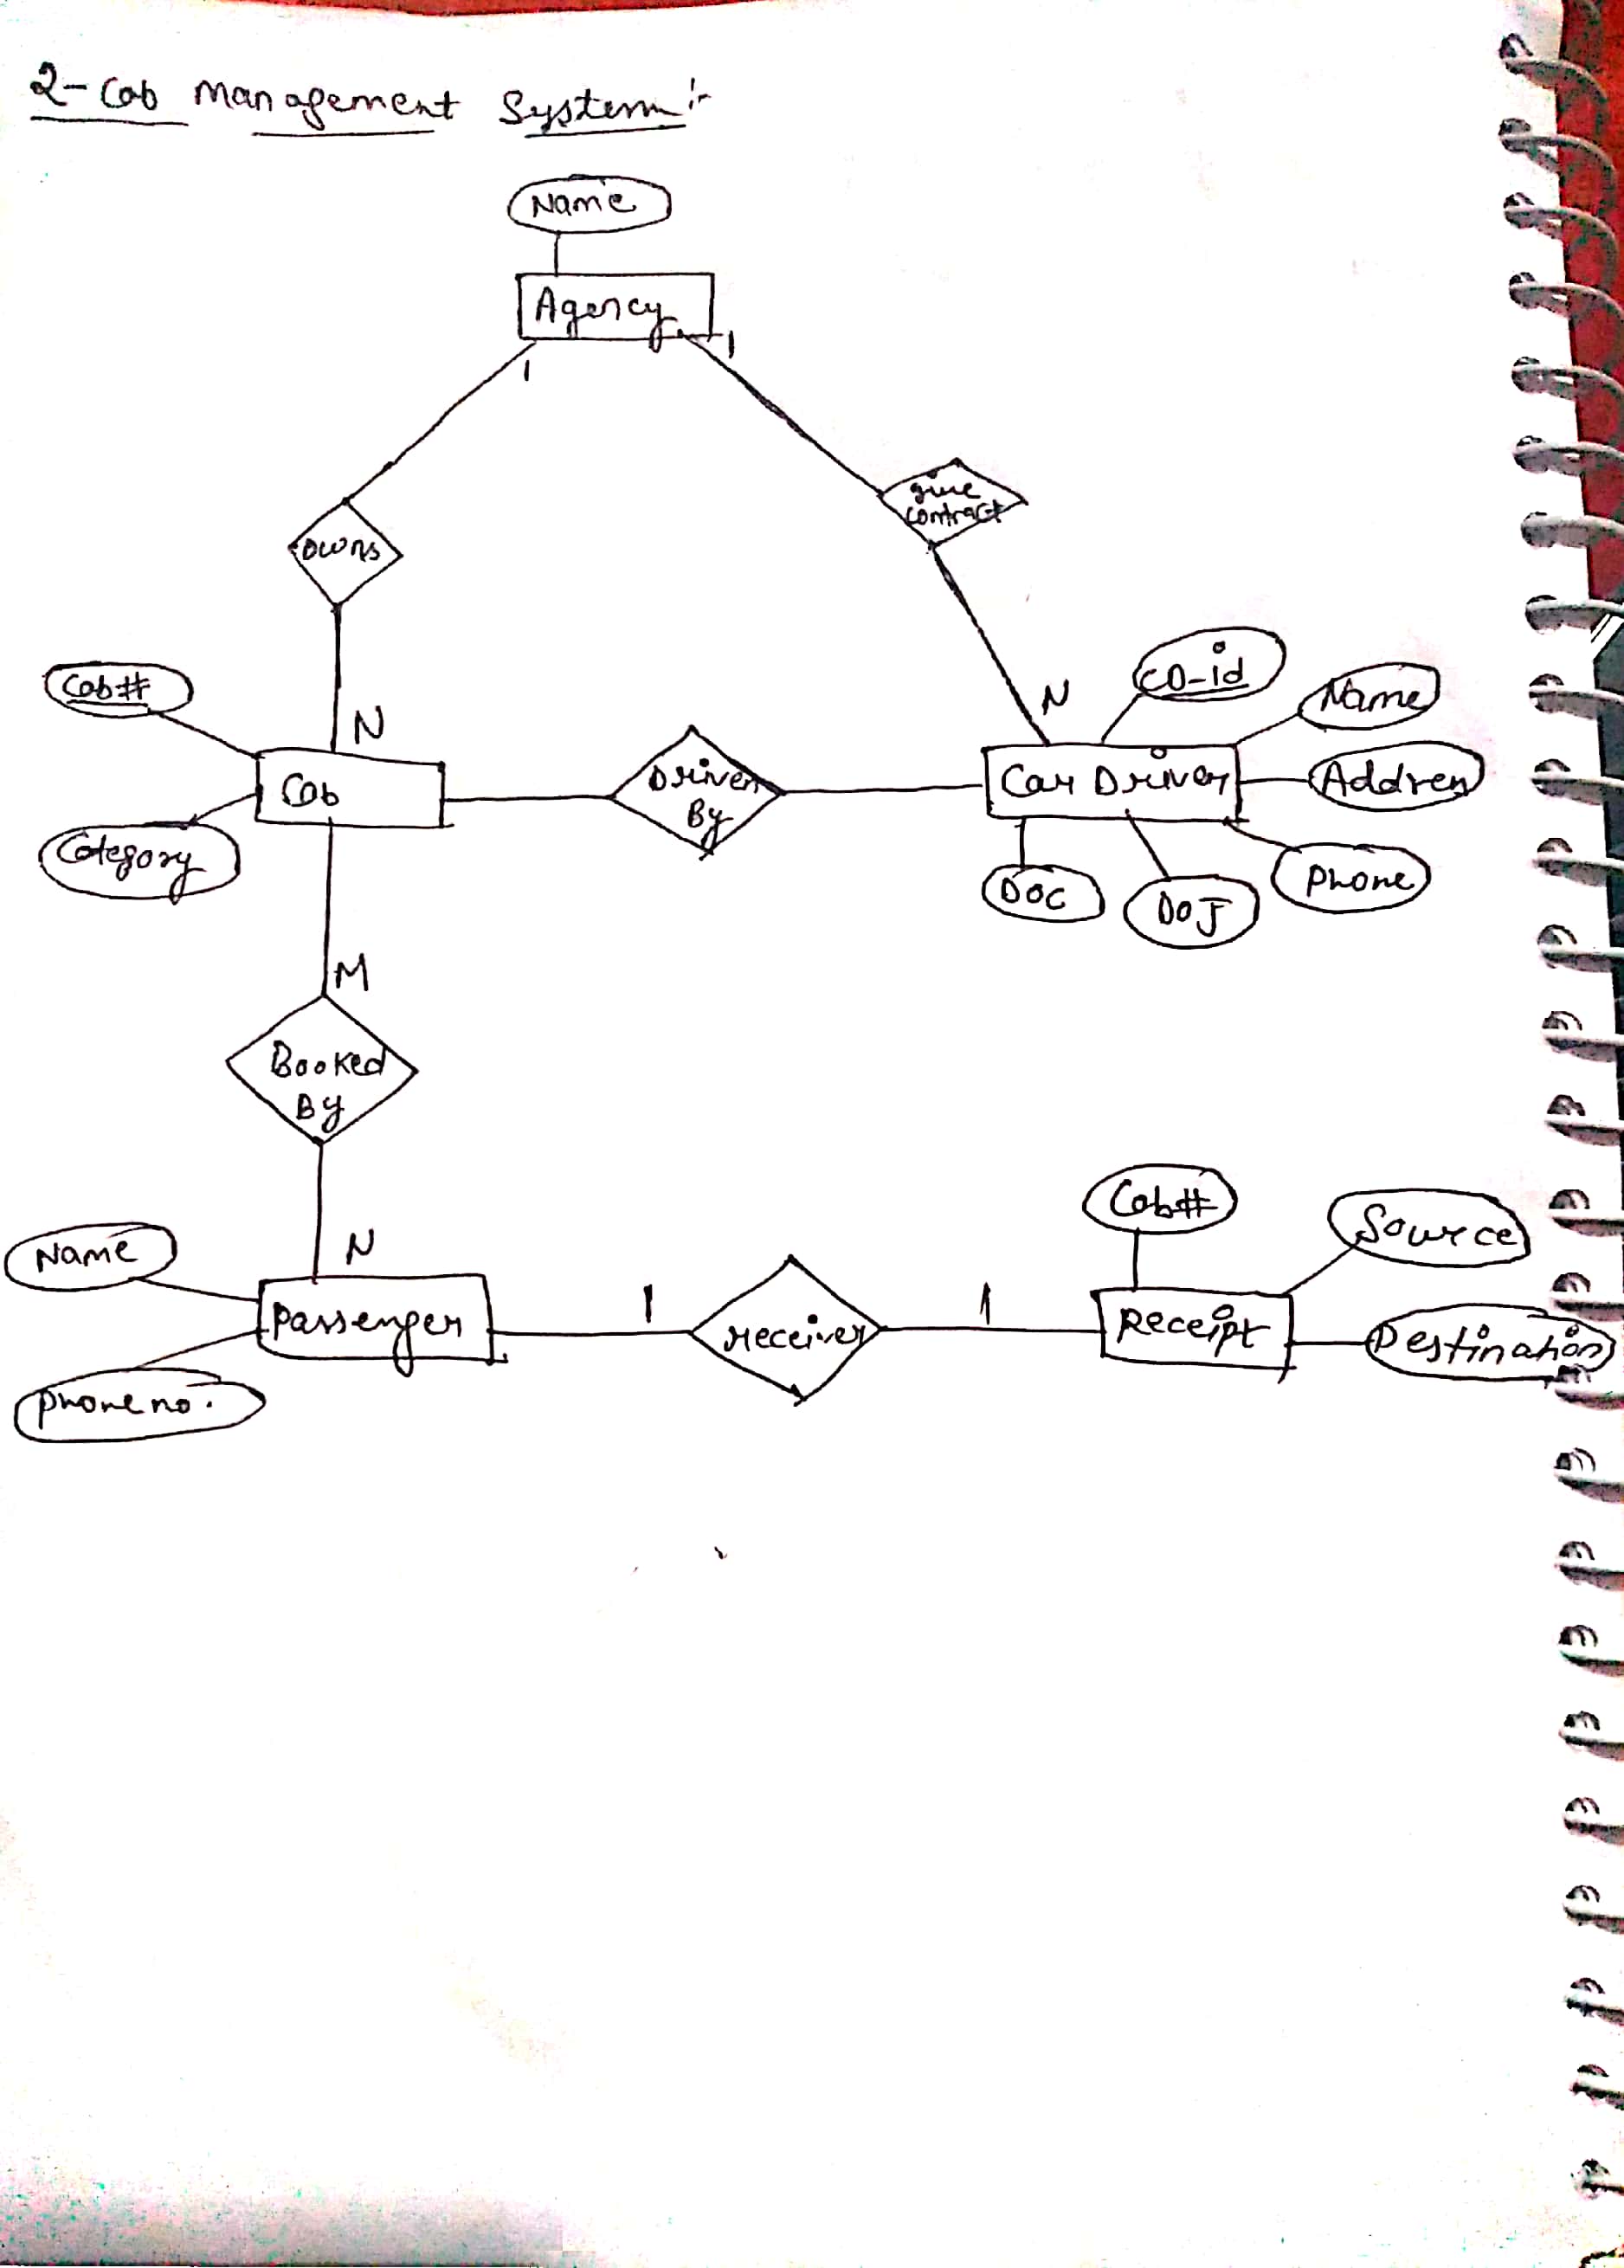 2- Cab Management System :-
Name
Agency
1
1
give
contract
owns
CD-id
Cab#
Name
N
N
Driven
By
Cab
Car Driver
Address
Category
DOC
DOJ
Phone
M
Booked
By
Cab#
Source
Name
N
Passenger
1
receives
1
Receipt
Destination
Phone no.